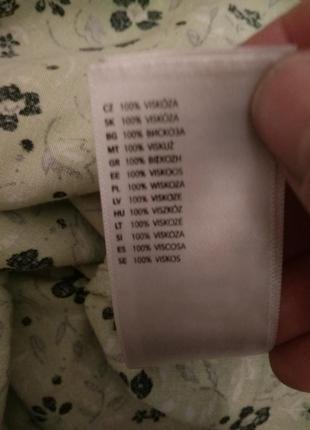 CZ 100% VISKÓZA
SK 100% VISKÓZA
BG 100% ВИСКОЗА
MT 100% VISKUŻ
GR 100% ΒΙΣΚΟΖΗ
EE 100% VISKOOS
PL 100% WISKOZA
LV 100% VISKOZE
HU 100% VISZKÓZ
LT 100% VISKOZE
SI 100% VISKOZA
ES 100% VISCOSA
SE 100% VISKOS